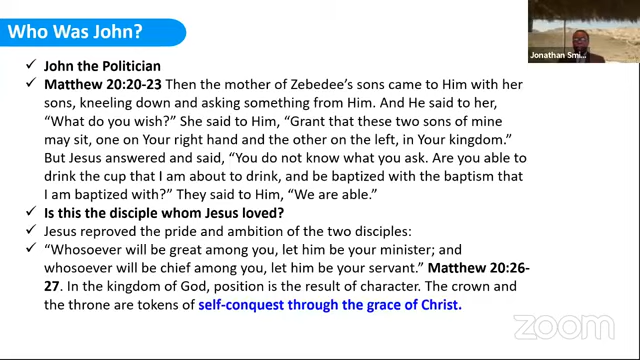 Who Was John?
Jonathan Smi...
✓ John the Politician
✓ Matthew 20:20-23 Then the mother of Zebedee’s sons came to Him with her
sons, kneeling down and asking something from Him. And He said to her,
“What do you wish?” She said to Him, “Grant that these two sons of mine
may sit, one on Your right hand and the other on the left, in Your kingdom.”
But Jesus answered and said, “You do not know what you ask. Are you able to
drink the cup that I am about to drink, and be baptized with the baptism that
I am baptized with?” They said to Him, “We are able.”
✓ Is this the disciple whom Jesus loved?
✓ Jesus reproved the pride and ambition of the two disciples:
✓ “Whosoever will be great among you, let him be your minister; and
whosoever will be chief among you, let him be your servant.” Matthew 20:26-
27. In the kingdom of God, position is the result of character. The crown and
the throne are tokens of self-conquest through the grace of Christ.
zoom